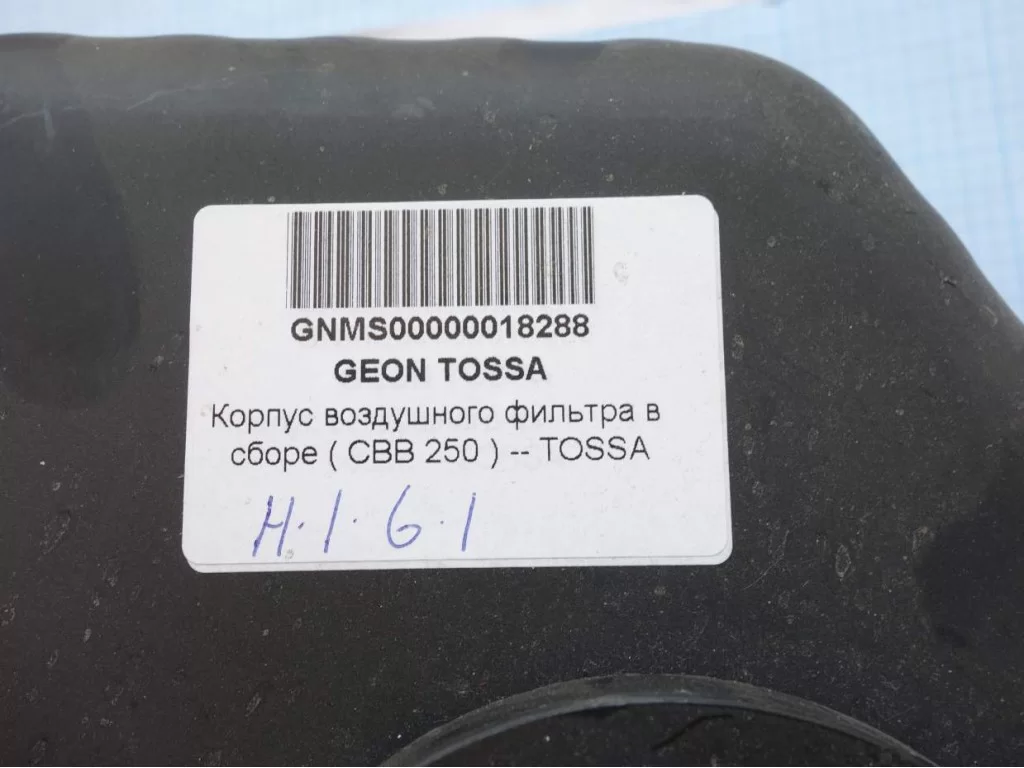 GNMS00000018288
GEON TOSSA
Корпус воздушного фильтра в
сборе ( CBB 250 ) -- TOSSA
Н.1.6.1